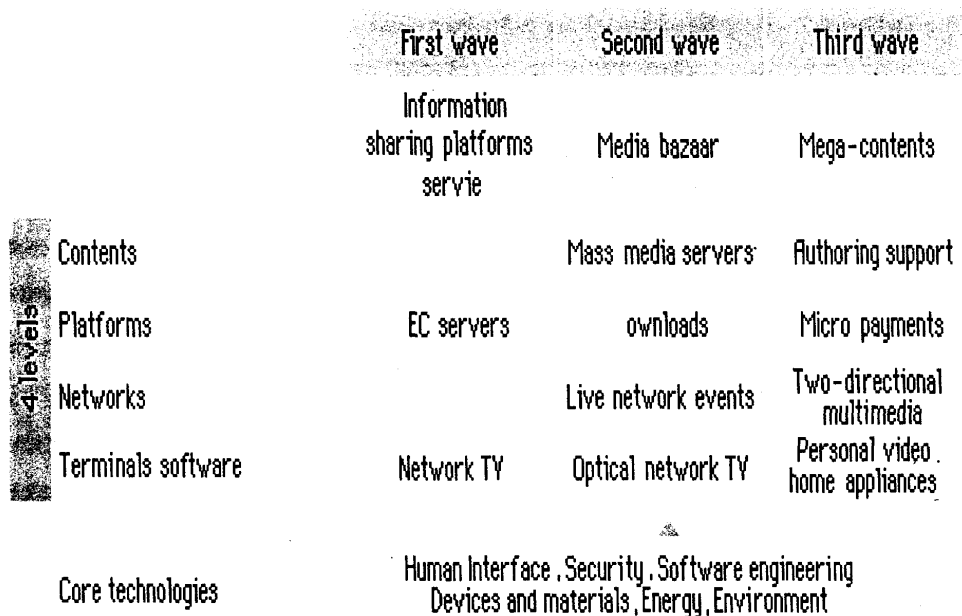 First wave Second wave Third wave
Information
sharing platforms Media bazaar Mega-contents
servie
4 levels
Contents Mass media servers Authoring support
Platforms EC servers ownloads Micro payments
Networks Live network events Two-directional
multimedia
Terminals software Network TV Optical network TV Personal video.
home appliances
Core technologies Human Interface, Security, Software engineering
Devices and materials, Energy, Environment